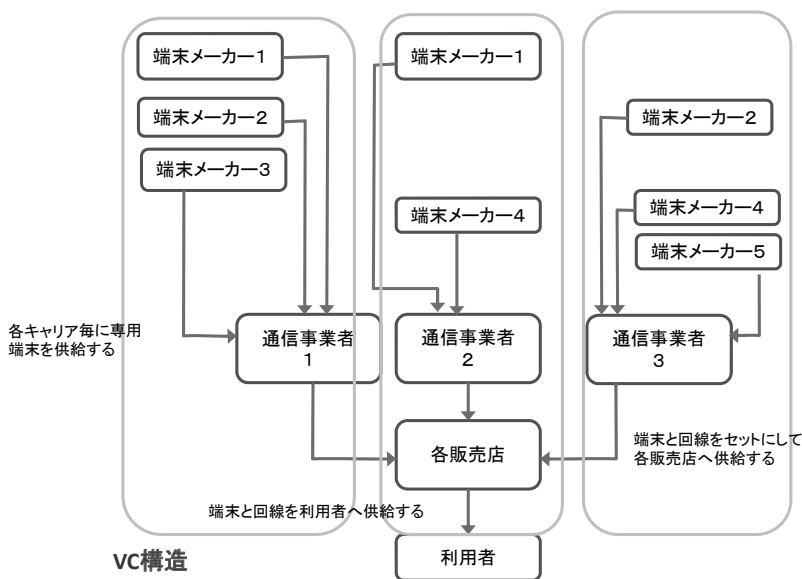 端末メーカー1
端末メーカー1
端末メーカー2
端末メーカー2
端末メーカー3
端末メーカー4
端末メーカー4
端末メーカー5
各キャリア毎に専用
端末を供給する
通信事業者
1
通信事業者
2
通信事業者
3
各販売店
端末と回線をセットにして
各販売店へ供給する
端末と回線を利用者へ供給する
VC構造
利用者